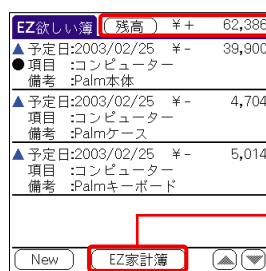 EZ欲しい簿 残高 ¥+ 62,386
▲予定日:2003/02/25 ¥- 39,900
●項目 :コンピューター
備考 :Palm本体
▲予定日:2003/02/25 ¥- 4,704
項目 :コンピューター
備考 :Palmケース
▲予定日:2003/02/25 ¥- 5,014
項目 :コンピューター
備考 :Palmキーボード
New EZ家計簿